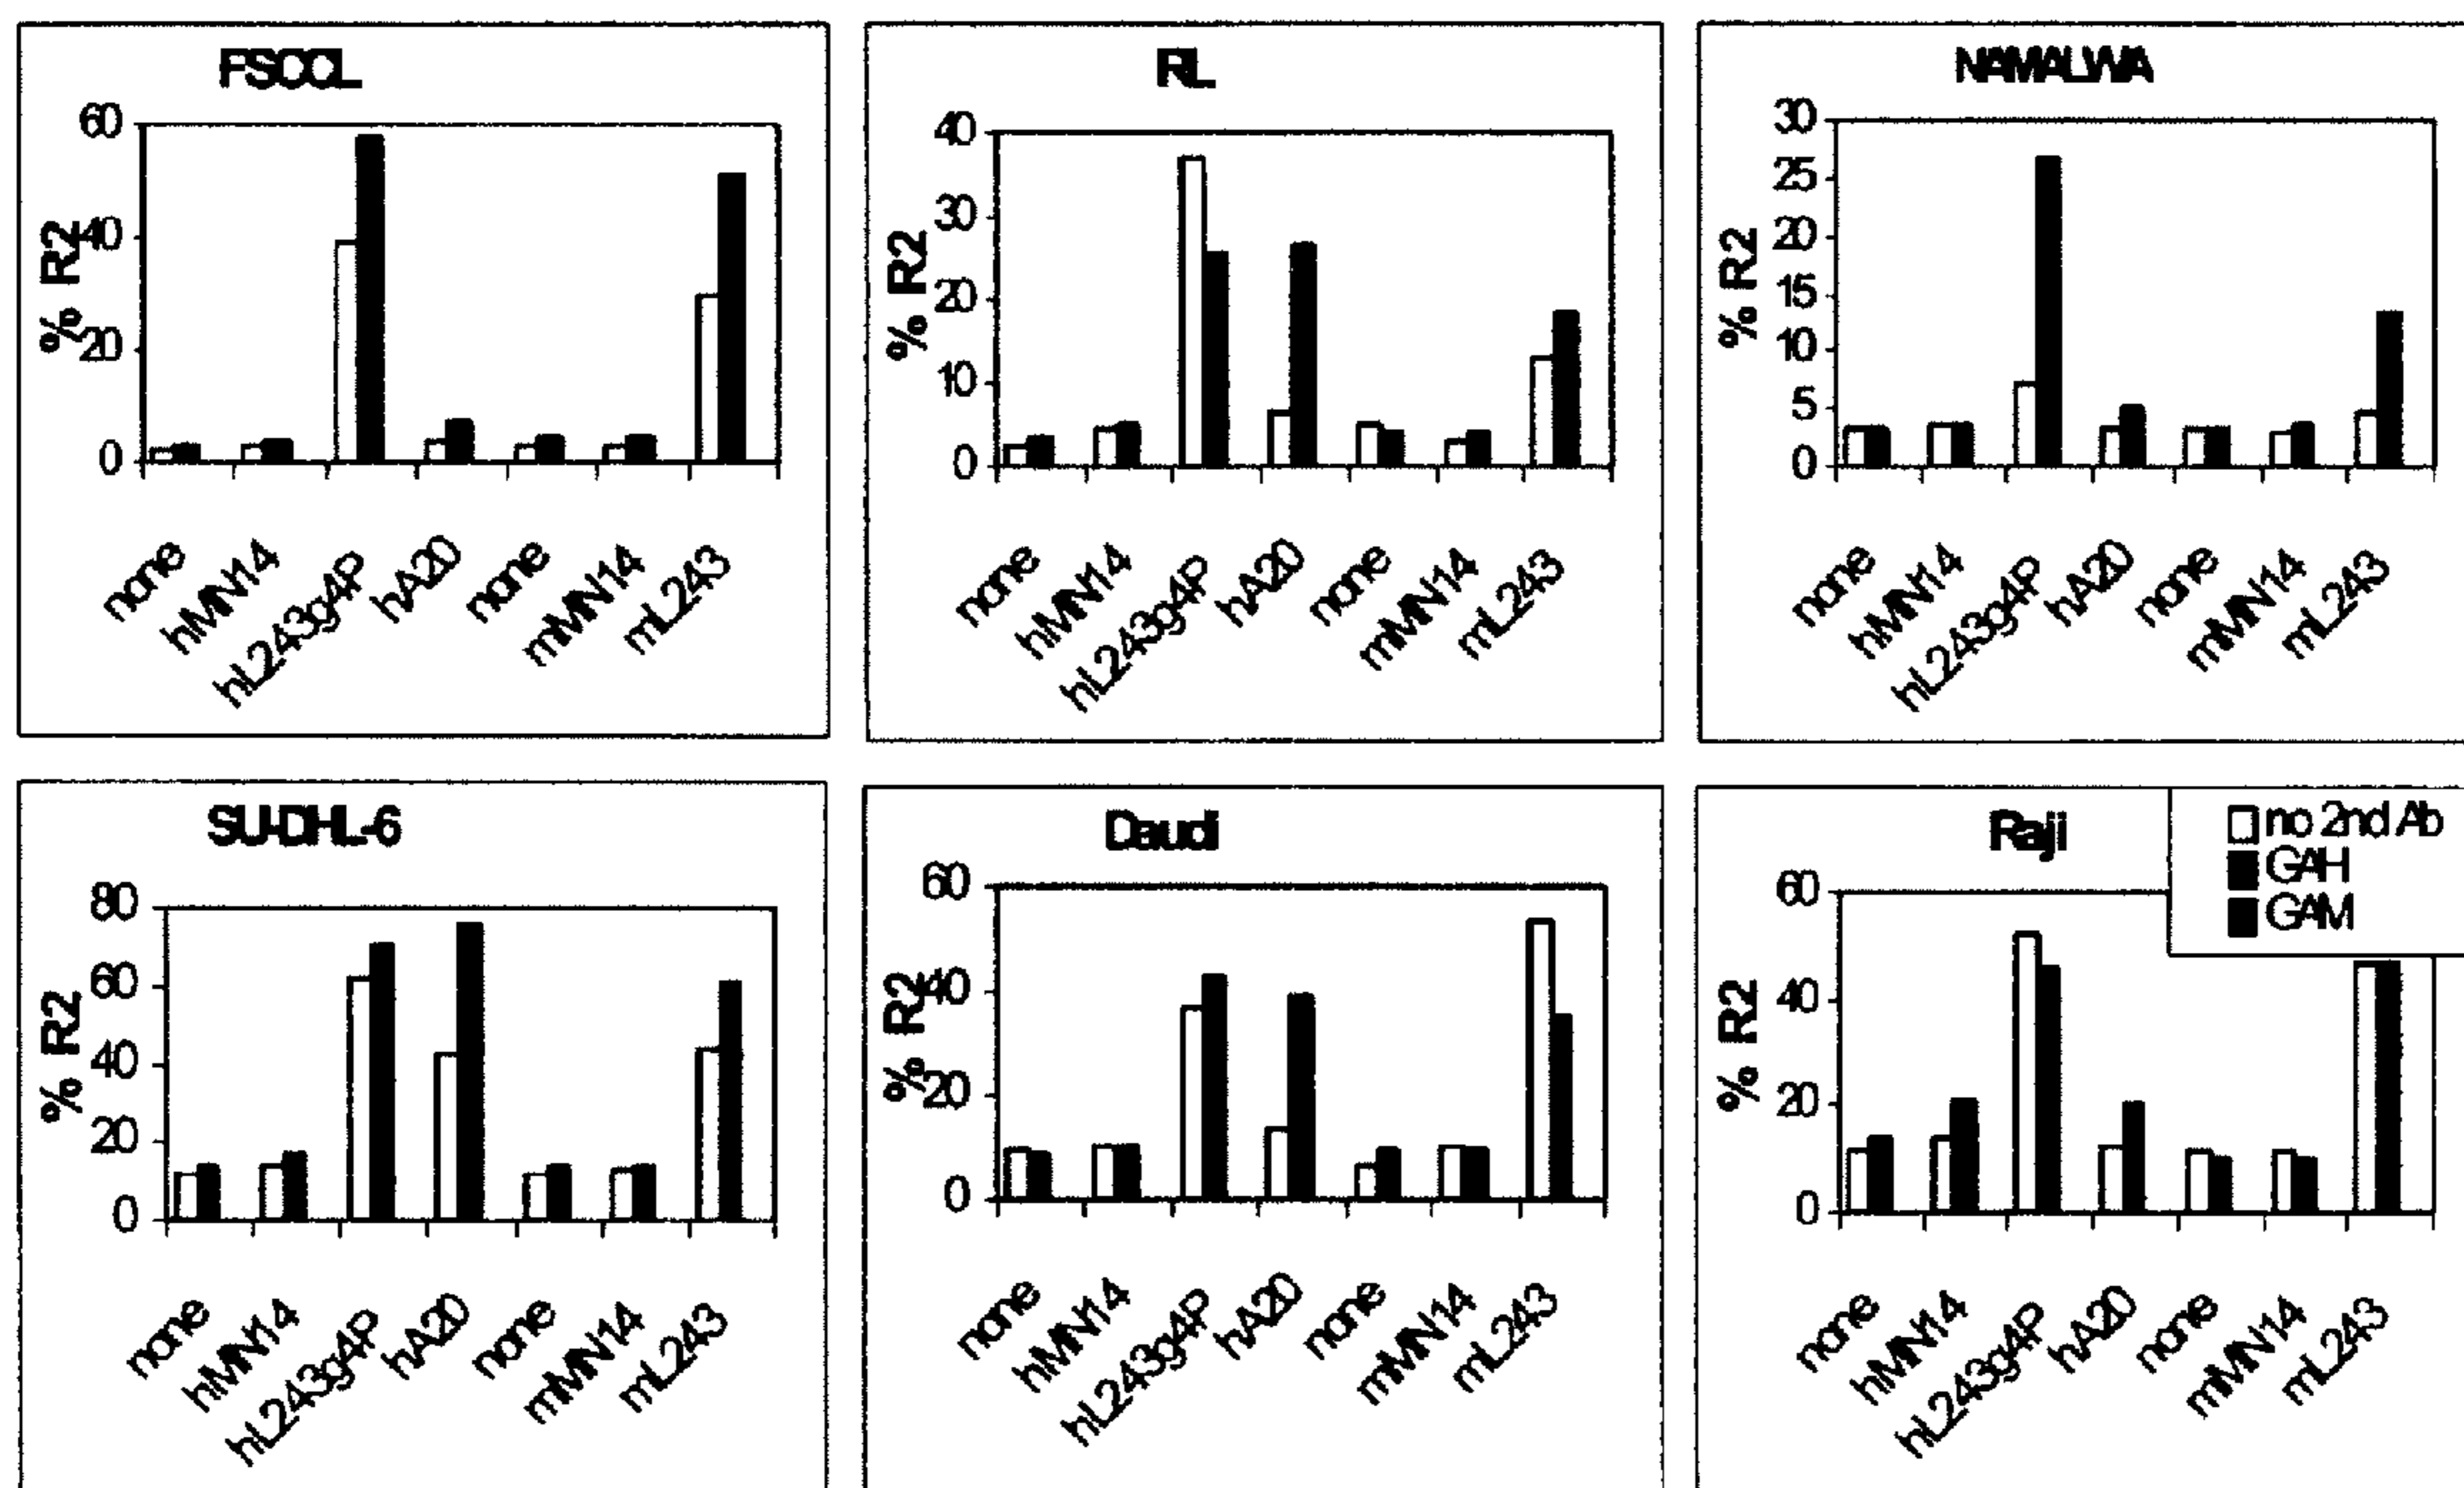 FSCCL
% R2
60
40
20
0
none
hMN14
hL243g4P
hA20
none
mMN14
mL243
RL
% R2
40
30
20
10
0
none
hMN14
hL243g4P
hA20
none
mMN14
mL243
NAMALWA
% R2
30
25
20
15
10
5
0
none
hMN14
hL243g4P
hA20
none
mMN14
mL243
SU-DHL-6
% R2
80
60
40
20
0
none
hMN14
hL243g4P
hA20
none
mMN14
mL243
Daudi
% R2
60
40
20
0
none
hMN14
hL243g4P
hA20
none
mMN14
mL243
Raji
no 2nd Ab
GAH
GAM
% R2
60
40
20
0
none
hMN14
hL243g4P
hA20
none
mMN14
mL243